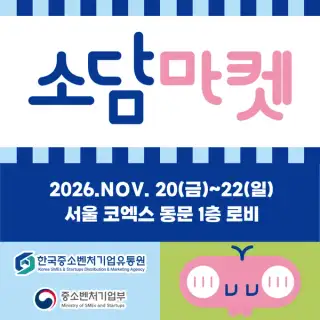 소담마켓
2026.NOV. 20(금)~22(일)
서울 코엑스 동문 1층 로비
한국중소벤처기업유통원
Korea SMEs & Startups Distribution & Marketing Agency
중소벤처기업부
Ministry of SMEs and Startups